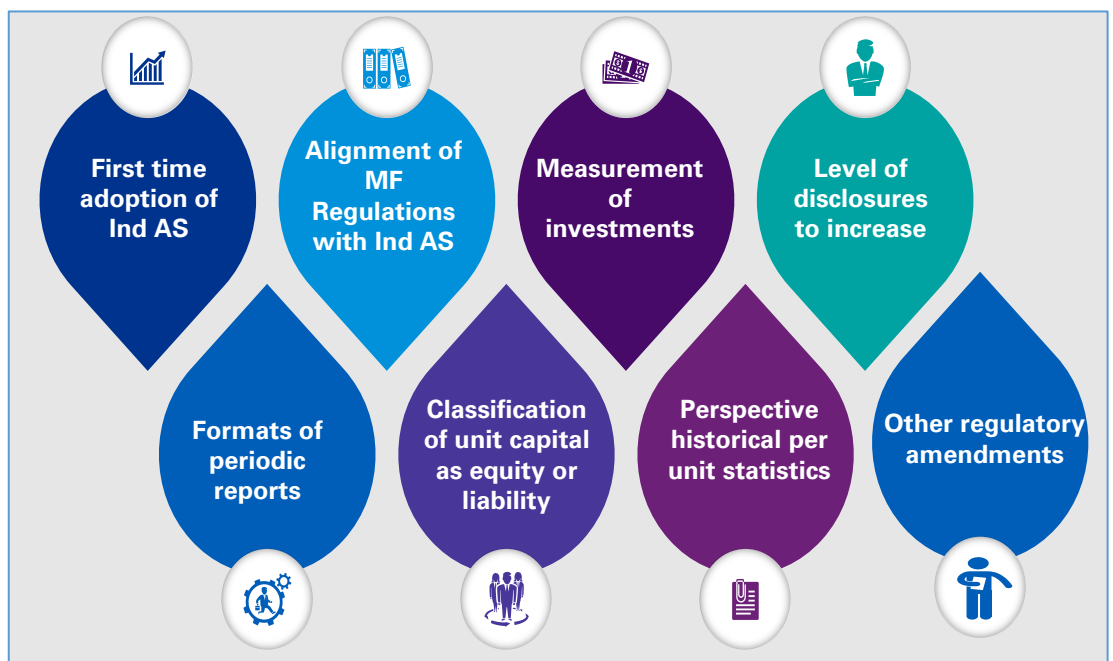 First time
adoption of
Ind AS
Alignment of
MF
Regulations
with Ind AS
Measurement
of
investments
Level of
disclosures
to increase
Formats of
periodic
reports
Classification
of unit capital
as equity or
liability
Perspective
historical per
unit statistics
Other regulatory
amendments